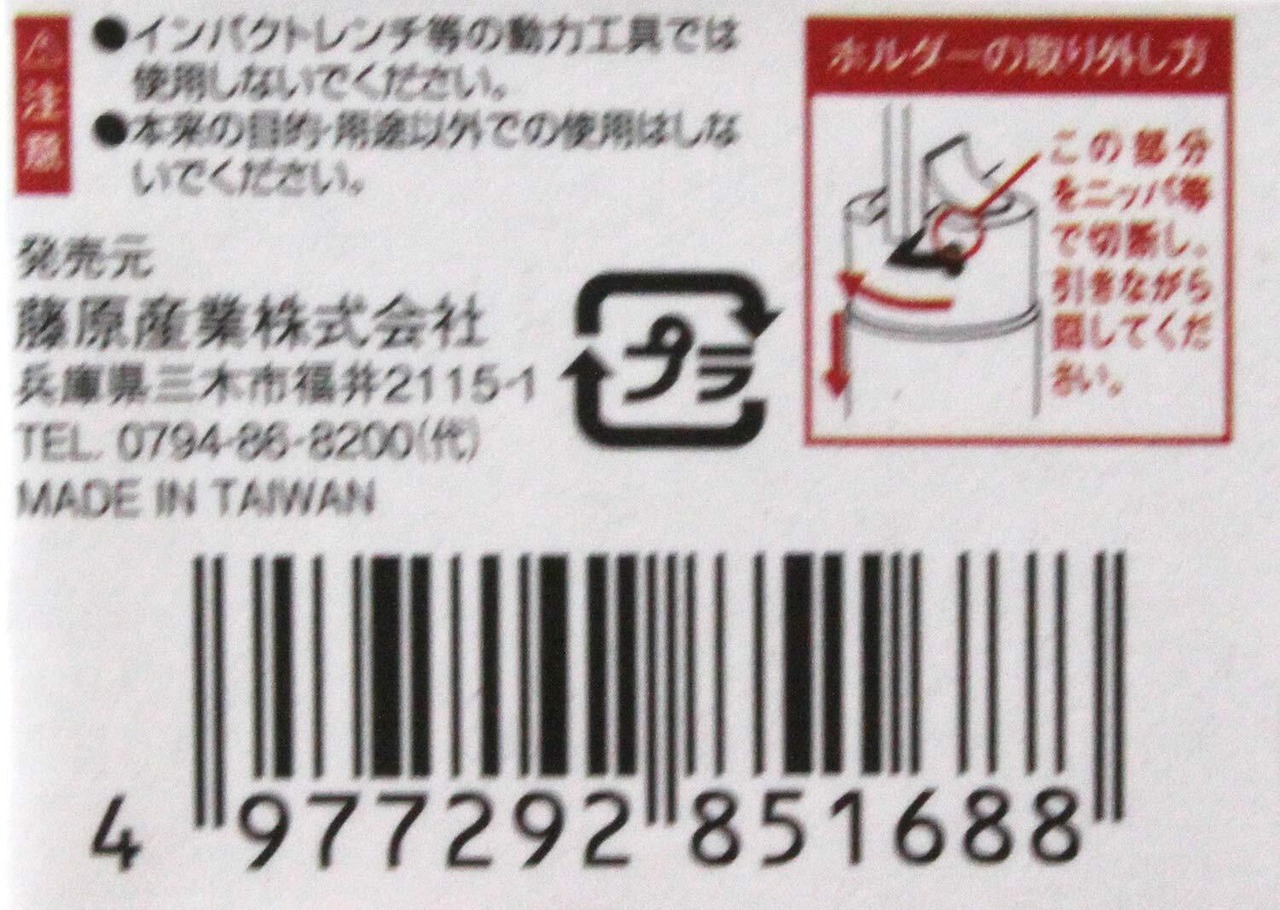 ⚠注意
●インパクトレンチ等の動力工具では
使用しないでください。
●本来の目的・用途以外での使用はしな
いでください。
発売元
藤原産業株式会社
兵庫県三木市福井2115-1
TEL. 0794-86-8200(代)
MADE IN TAIWAN
プラ
ホルダーの取り外し方
この部分
をニッパ等
で切断し、
引きながら
回してくだ
さい。
4 977292 851688